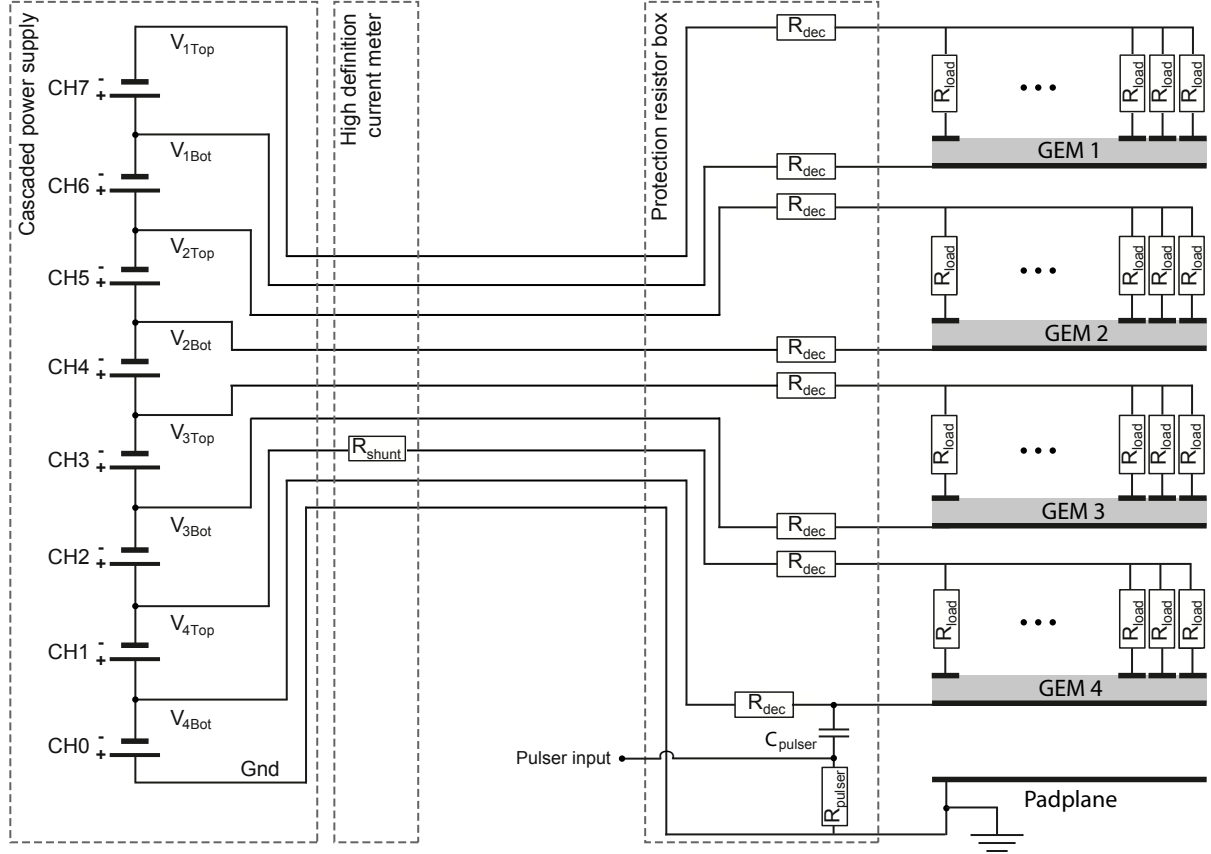 Cascaded power supply
High definition
current meter
Protection resistor box
CH7
-
+
CH6
-
+
CH5
-
+
CH4
-
+
CH3
-
+
CH2
-
+
CH1
-
+
CH0
-
+
V1Top
V1Bot
V2Top
V2Bot
V3Top
V3Bot
V4Top
V4Bot
Gnd
Rshunt
Rdec
Rdec
Rdec
Rdec
Rdec
Rdec
Rdec
Rdec
Cpulser
Pulser input
Rpulser
Rload
...
Rload
Rload
Rload
GEM 1
Rload
...
Rload
Rload
Rload
GEM 2
Rload
...
Rload
Rload
Rload
GEM 3
Rload
...
Rload
Rload
Rload
GEM 4
Padplane